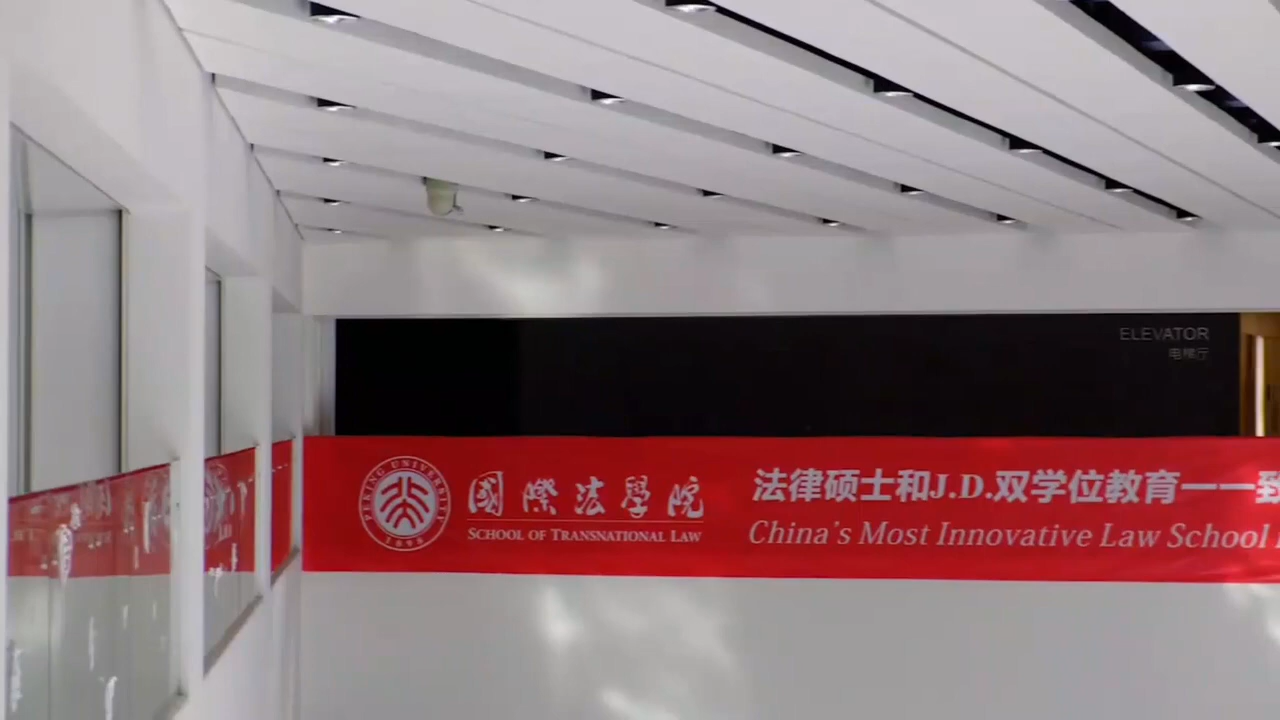 ELEVATOR
电梯厅
PEKING UNIVERSITY
1898
國際法學院
SCHOOL OF TRANSNATIONAL LAW
法律硕士和J.D.双学位教育——致
China's Most Innovative Law School